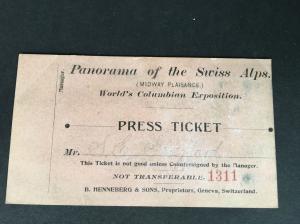 Panorama of the Swiss Alps.
(MIDWAY PLAISANCE)
World's Columbian Exposition.
PRESS TICKET
Mr.
This Ticket is not good unless Countersigned by the Manager.
NOT TRANSFERABLE. 1311
B. HENNEBERG & SONS, Proprietors, Geneva, Switzerland.
Manager.